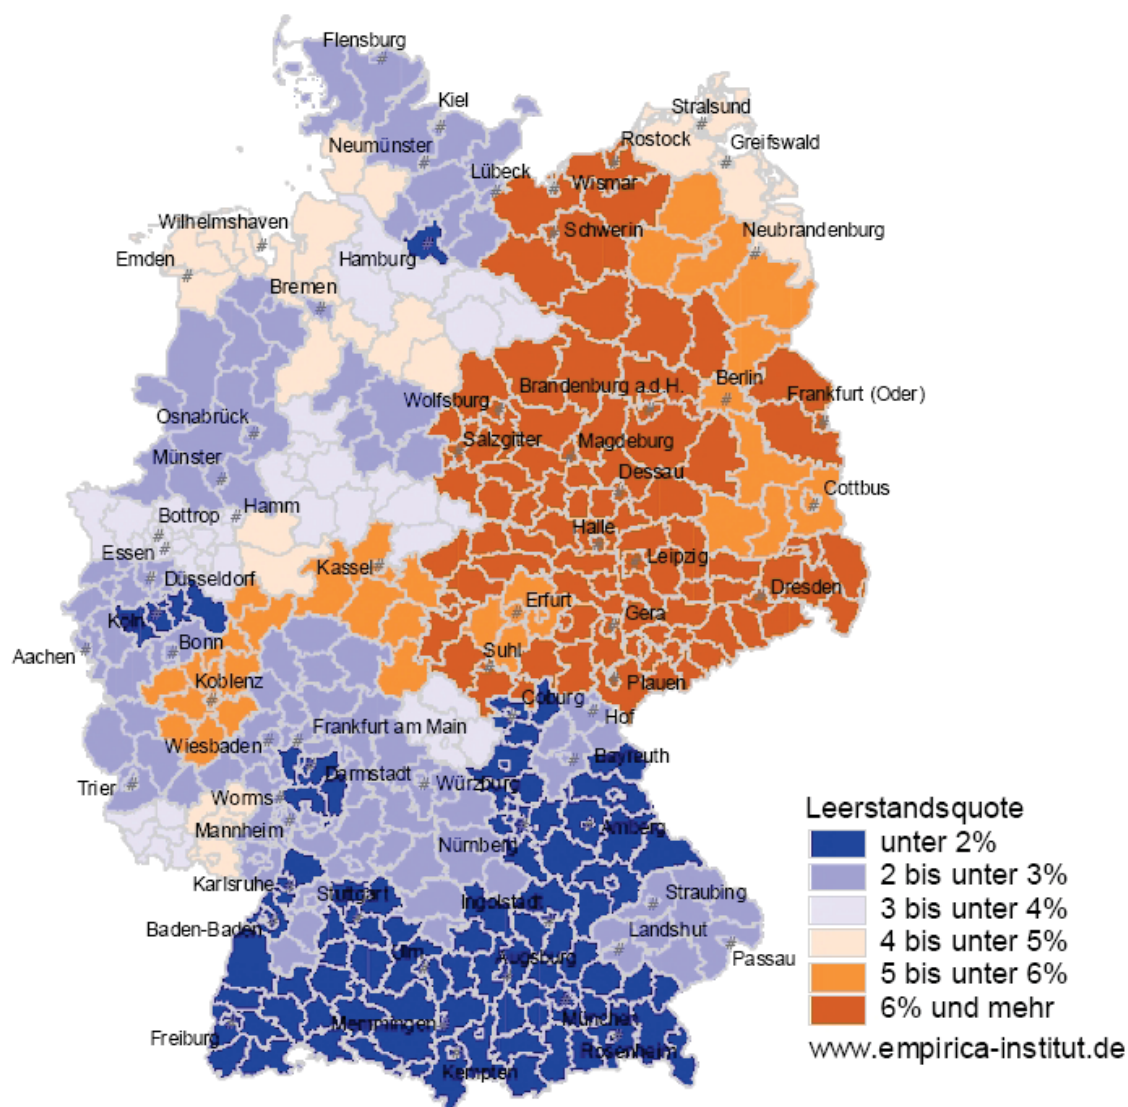 Flensburg
Kiel
Stralsund
Rostock
Greifswald
Neumünster
Lübeck
Wismar
Wilhelmshaven
Schwerin
Neubrandenburg
Emden
Hamburg
Bremen
Berlin
Brandenburg a.d.H.
Frankfurt (Oder)
Wolfsburg
Osnabrück
Salzgitter
Magdeburg
Münster
Dessau
Cottbus
Hamm
Bottrop
Halle
Essen
Leipzig
Kassel
Düsseldorf
Dresden
Erfurt
Köln
Gera
Bonn
Aachen
Suhl
Koblenz
Plauen
Coburg
Hof
Frankfurt am Main
Wiesbaden
Bayreuth
Darmstadt
Trier
Würzburg
Worms
Mannheim
Amberg
Nürnberg
Karlsruhe
Stuttgart
Straubing
Ingolstadt
Baden-Baden
Landshut
Ulm
Augsburg
Passau
Memmingen
München
Freiburg
Rosenheim
Kempten
Leerstandsquote
unter 2%
2 bis unter 3%
3 bis unter 4%
4 bis unter 5%
5 bis unter 6%
6% und mehr
www.empirica-institut.de